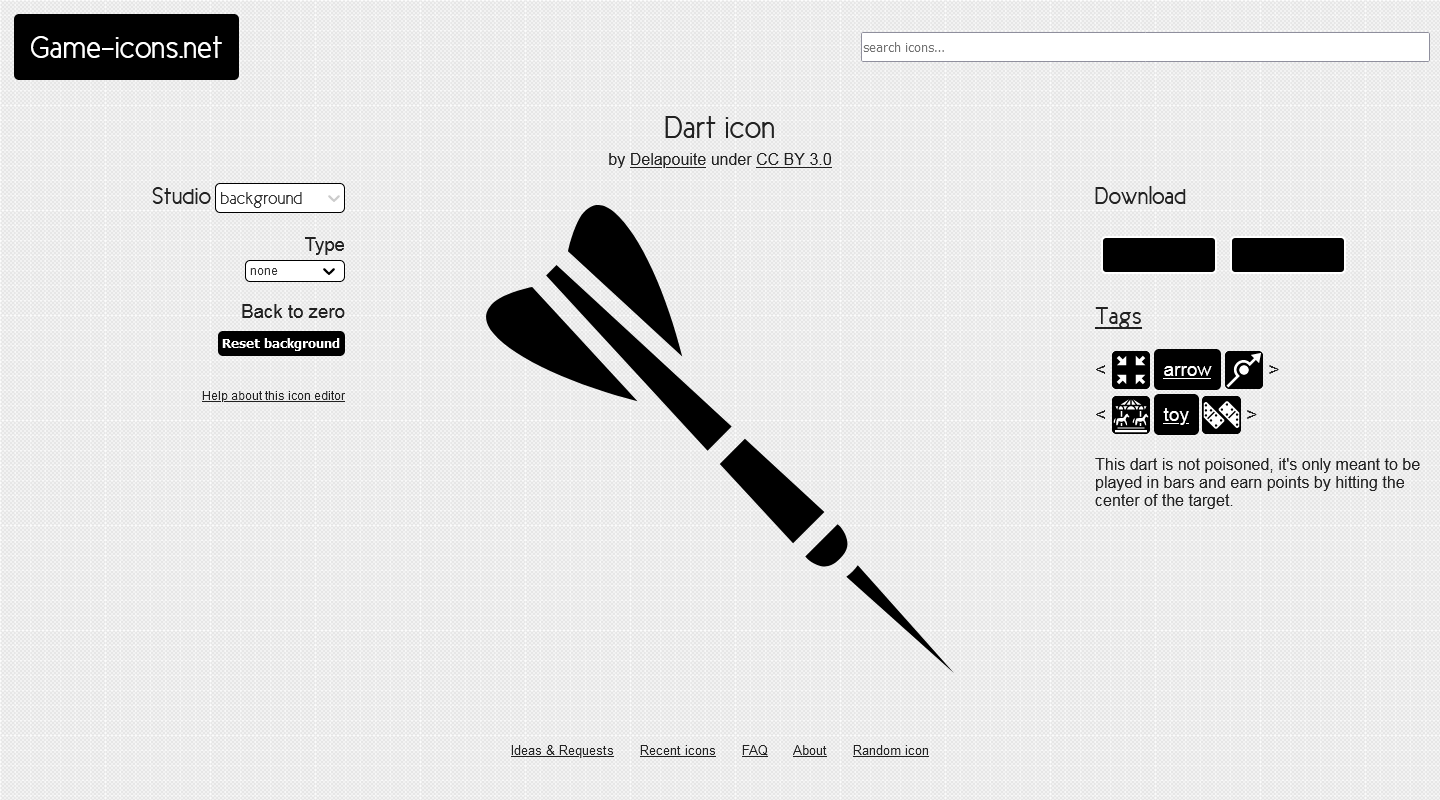 Game-icons.net
search icons...
Dart icon
by Delapouite under CC BY 3.0
Studio background
Type
none
Back to zero
Reset background
Help about this icon editor
Download
Tags
< arrow >
< toy >
This dart is not poisoned, it's only meant to be
played in bars and earn points by hitting the
center of the target.
Ideas & Requests Recent icons FAQ About Random icon